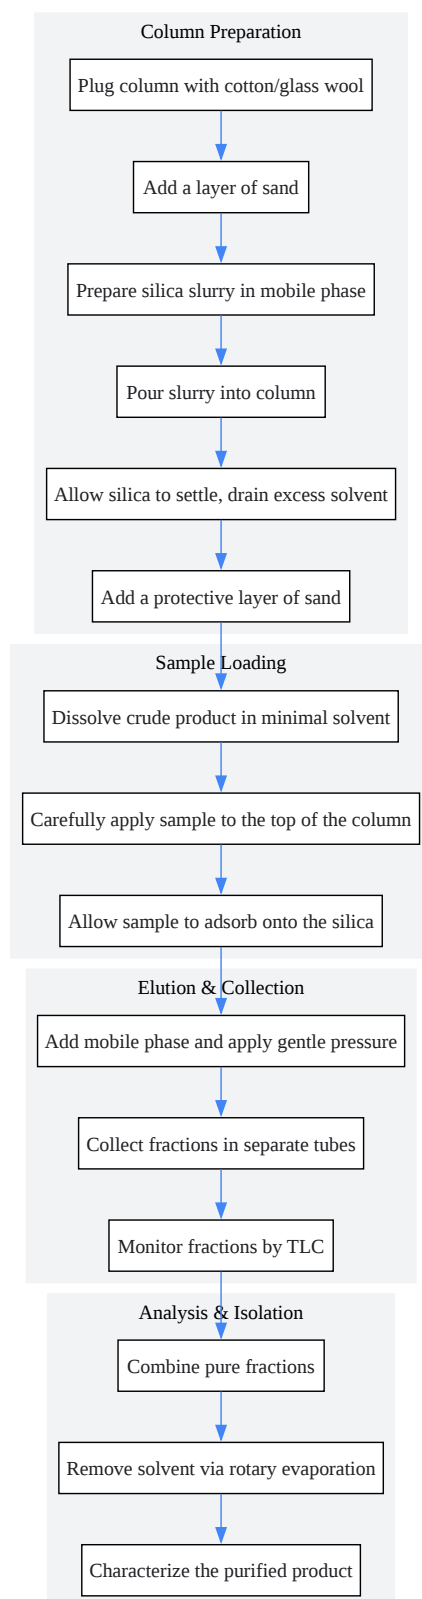 Column Preparation
Plug column with cotton/glass wool
Add a layer of sand
Prepare silica slurry in mobile phase
Pour slurry into column
Allow silica to settle, drain excess solvent
Add a protective layer of sand
Sample Loading
Dissolve crude product in minimal solvent
Carefully apply sample to the top of the column
Allow sample to adsorb onto the silica
Elution & Collection
Add mobile phase and apply gentle pressure
Collect fractions in separate tubes
Monitor fractions by TLC
Analysis & Isolation
Combine pure fractions
Remove solvent via rotary evaporation
Characterize the purified product